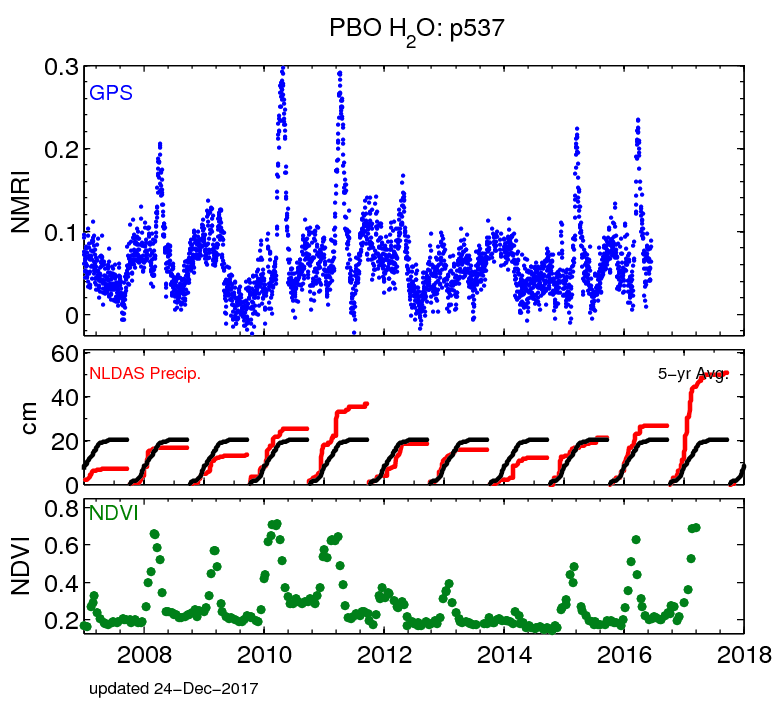 PBO H₂O: p537
0.3
GPS
0.2
NMRI
0.1
0
60
NLDAS Precip.
5−yr Avg.
40
cm
20
0
0.8
NDVI
0.6
NDVI
0.4
0.2
2008 2010 2012 2014 2016 2018
updated 24−Dec−2017